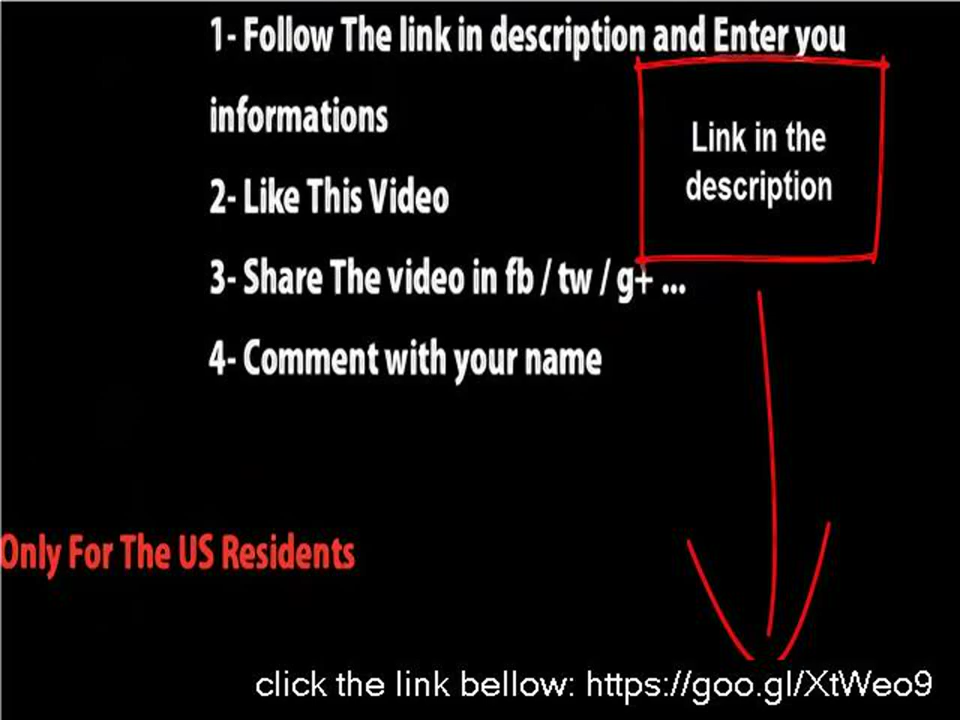 1- Follow The link in description and Enter you
informations
Link in the
description
2- Like This Video
3- Share The video in fb / tw / g+ ...
4- Comment with your name
Only For The US Residents
click the link bellow: https://goo.gl/XtWeo9